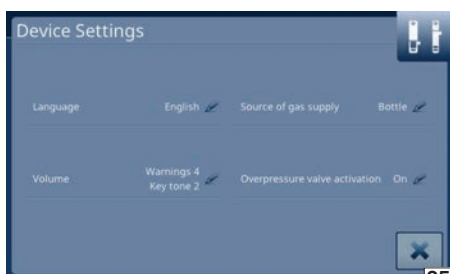 Device Settings
Language English Source of gas supply Bottle
Volume Warnings 4 Key tone 2 Overpressure valve activation On